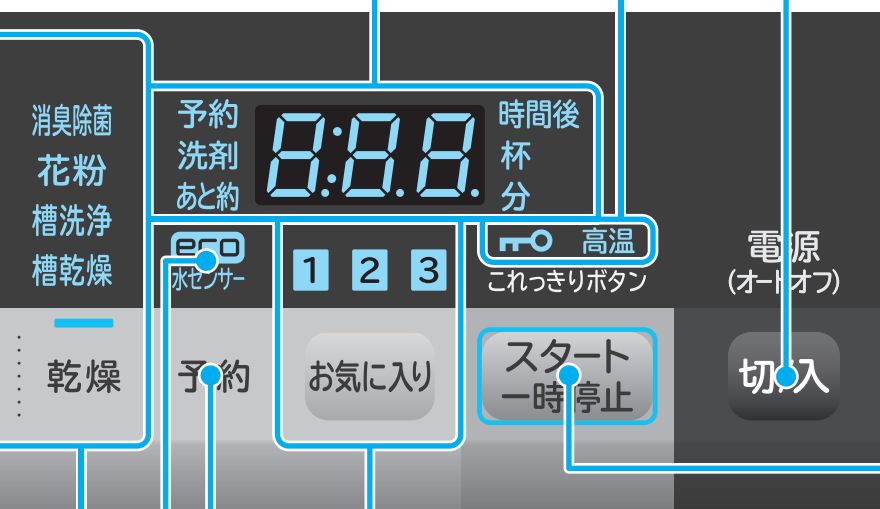 消臭除菌
花粉
槽洗浄
槽乾燥
予約
洗剤
あと約
8:8.8.
時間後
杯
分
eco
水センサー
1 2 3
高温
これっきりボタン
電源
(オートオフ)
乾燥
予約
お気に入り
スタート
一時停止
切/入